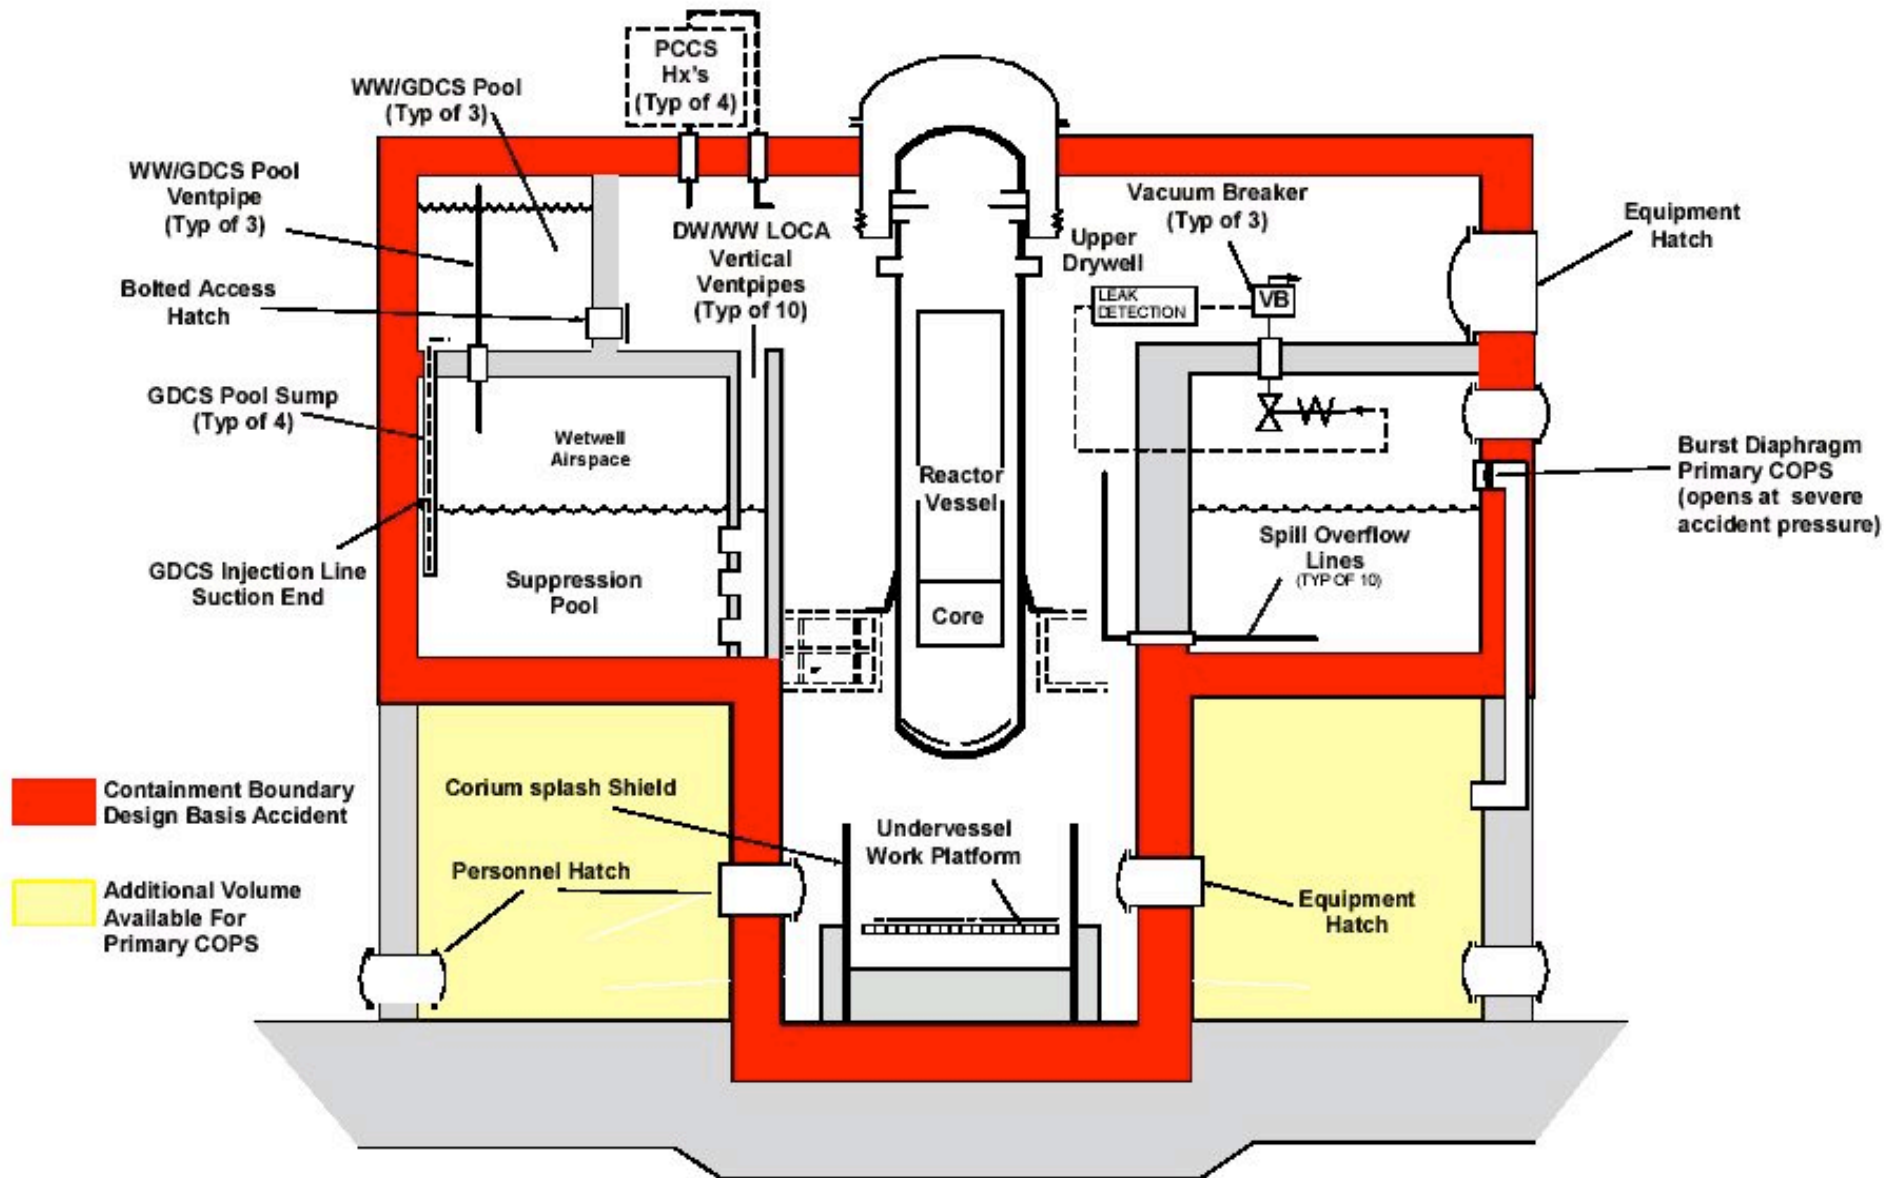 PCCS
Hx's
(Typ of 4)
WW/GDCS Pool
(Typ of 3)
WW/GDCS Pool
Ventpipe
(Typ of 3)
Bolted Access
Hatch
GDCS Pool Sump
(Typ of 4)
GDCS Injection Line
Suction End
DW/WW LOCA
Vertical
Ventpipes
(Typ of 10)
Wetwell
Airspace
Suppression
Pool
Reactor
Vessel
Core
Upper
Drywell
Vacuum Breaker
(Typ of 3)
LEAK
DETECTION
VB
Equipment
Hatch
Burst Diaphragm
Primary COPS
(opens at severe
accident pressure)
Spill Overflow
Lines
(TYP OF 10)
Containment Boundary
Design Basis Accident
Additional Volume
Available For
Primary COPS
Corium splash Shield
Personnel Hatch
Undervessel
Work Platform
Equipment
Hatch